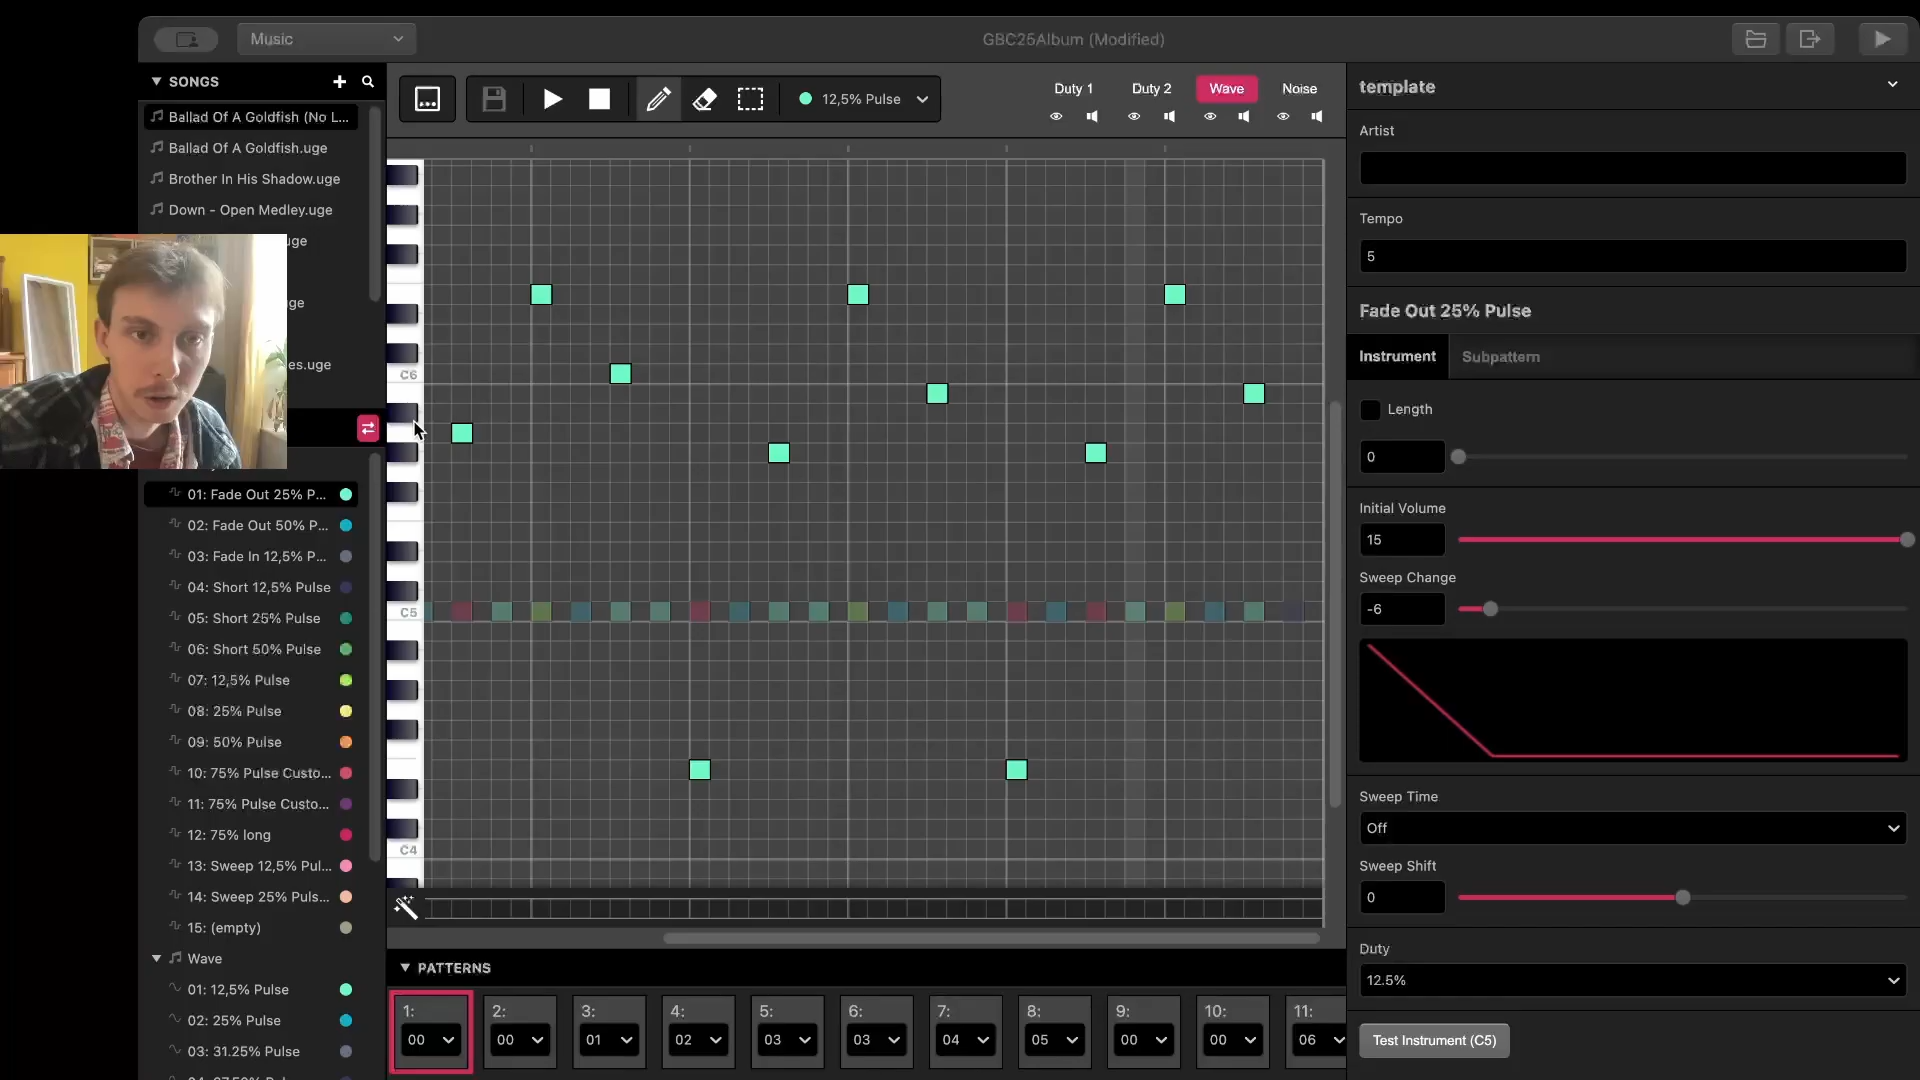 Music
GBC25Album (Modified)
SONGS
Ballad Of A Goldfish (No L...
Ballad Of A Goldfish.uge
Brother In His Shadow.uge
Down - Open Medley.uge
uge
ge
es.uge
01: Fade Out 25% P...
02: Fade Out 50% P...
03: Fade In 12,5% P...
04: Short 12,5% Pulse
05: Short 25% Pulse
06: Short 50% Pulse
07: 12,5% Pulse
08: 25% Pulse
09: 50% Pulse
10: 75% Pulse Custo...
11: 75% Pulse Custo...
12: 75% long
13: Sweep 12,5% Pul...
14: Sweep 25% Puls...
15: (empty)
Wave
01: 12,5% Pulse
02: 25% Pulse
03: 31.25% Pulse
12,5% Pulse
Duty 1
Duty 2
Wave
Noise
C6
C5
C4
PATTERNS
1:
00
2:
00
3:
01
4:
02
5:
03
6:
03
7:
04
8:
05
9:
00
10:
00
11:
06
template
Artist
Tempo
5
Fade Out 25% Pulse
Instrument
Subpattern
Length
0
Initial Volume
15
Sweep Change
-6
Sweep Time
Off
Sweep Shift
0
Duty
12.5%
Test Instrument (C5)